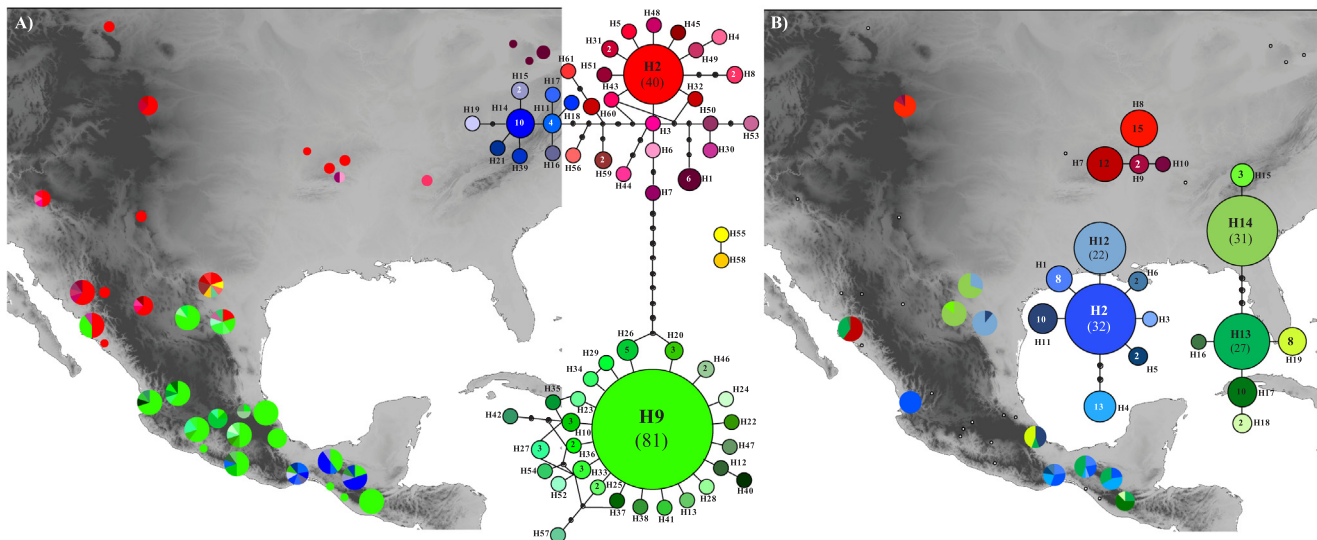 A)
H48
H5
H45
H4
H31
2
H49
H51
H2
(40)
H61
2
H8
H15
2
H17
H43
H32
H19
H14
H11
H18
H60
H50
10
4
H3
H53
H21
H39
H16
H56
2
H59
H6
H30
H44
6
H1
H7
H55
H58
H26
H20
5
3
H29
H46
2
H34
H24
H35
H23
H9
(81)
H42
3
H10
H22
H27
3
2
H36
H47
H54
3
H33
H12
H52
H25
2
H40
H28
H37
H38
H41
H13
H57
B)
H8
15
H7
12
2
H9
H10
3
H15
H14
(31)
H12
(22)
H1
8
H6
2
H2
(32)
H3
10
H11
2
H5
H13
(27)
8
H16
H19
13
H4
10
H17
2
H18